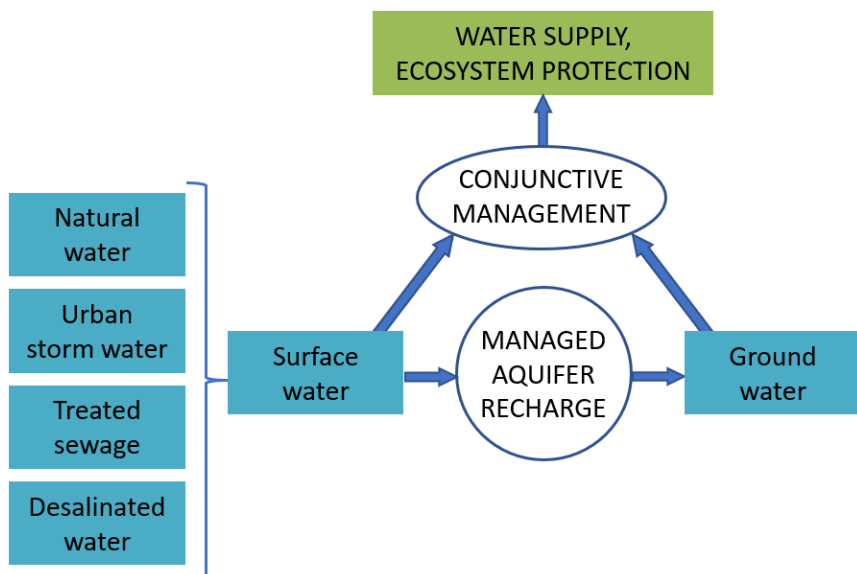 WATER SUPPLY,
ECOSYSTEM PROTECTION
CONJUNCTIVE
MANAGEMENT
Natural
water
Urban
storm water
Treated
sewage
Desalinated
water
Surface
water
MANAGED
AQUIFER
RECHARGE
Ground
water